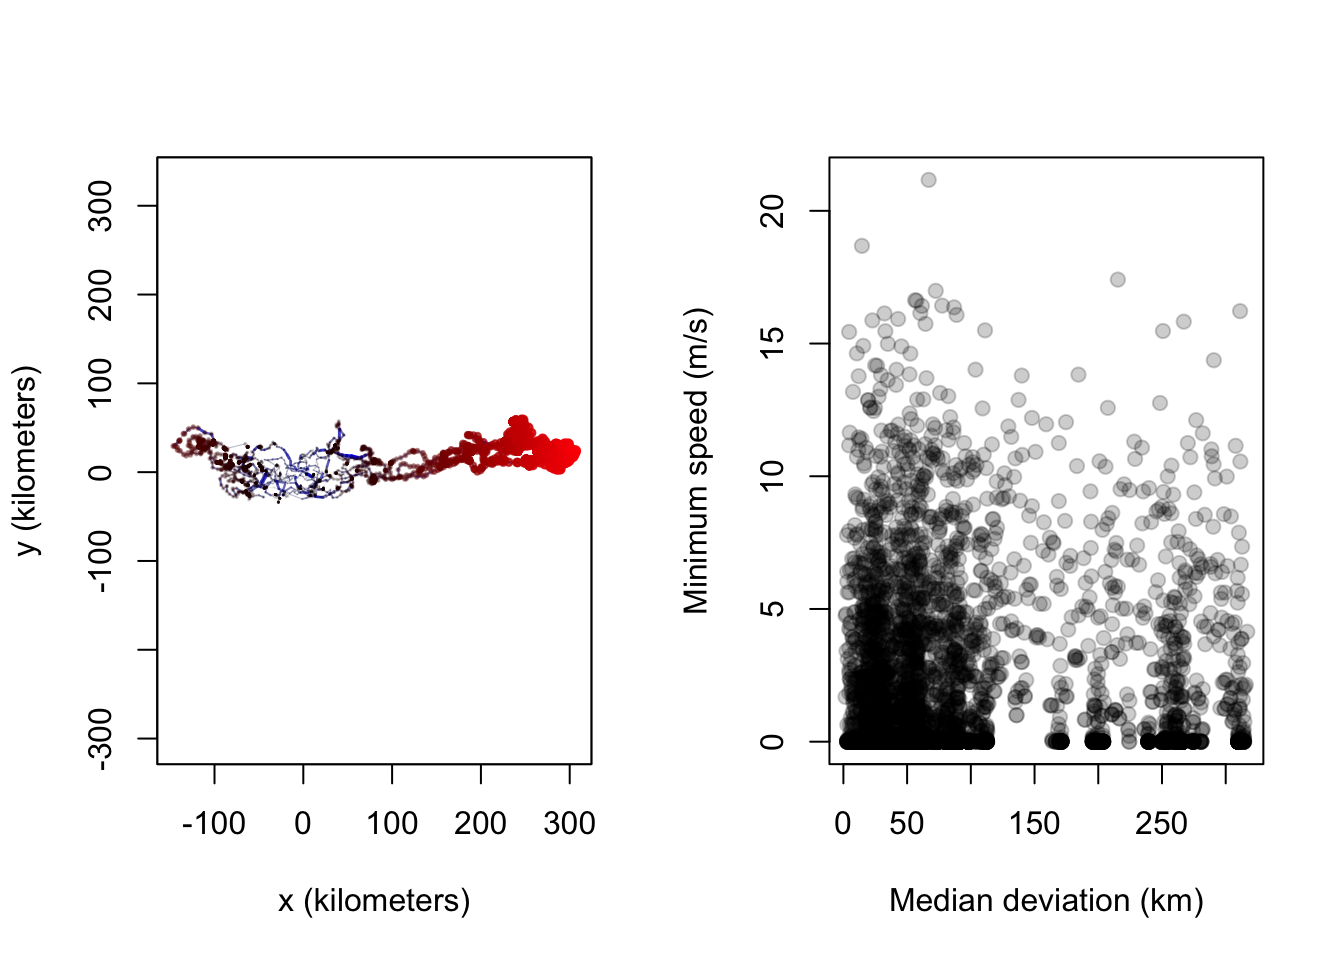 300
200
100
0
-100
-300
y (kilometers)
-100 0 100 200 300
x (kilometers)
20
15
10
5
0
Minimum speed (m/s)
0 50 150 250
Median deviation (km)